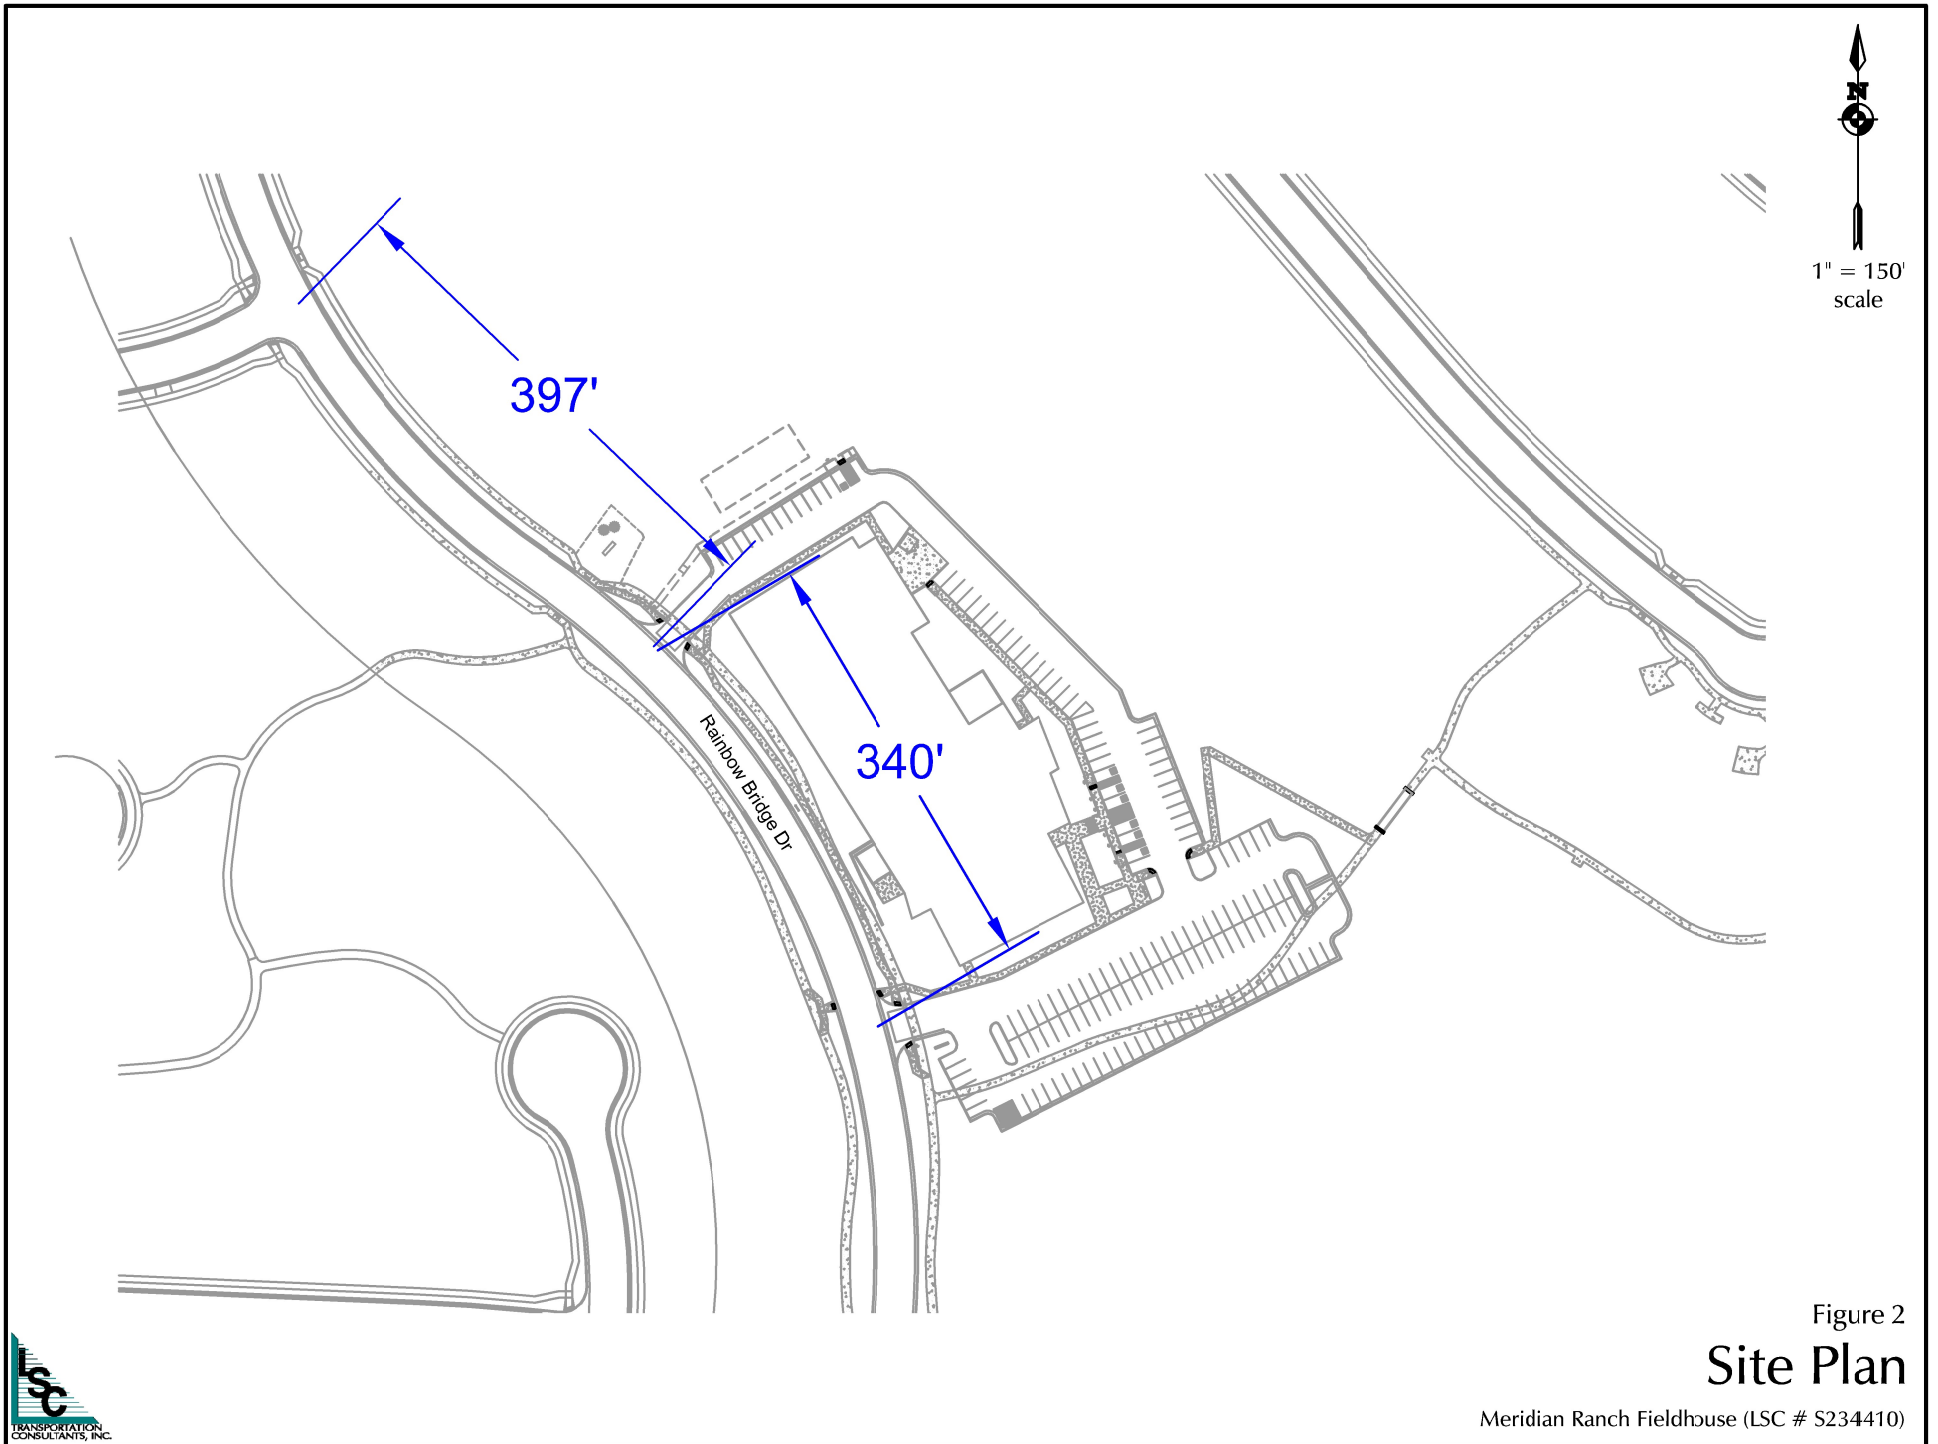 N
1" = 150'
scale
397'
340'
Rainbow Bridge Dr
Figure 2
Site Plan
Meridian Ranch Fieldhouse (LSC # S234410)
LSC
TRANSPORTATION
CONSULTANTS, INC.